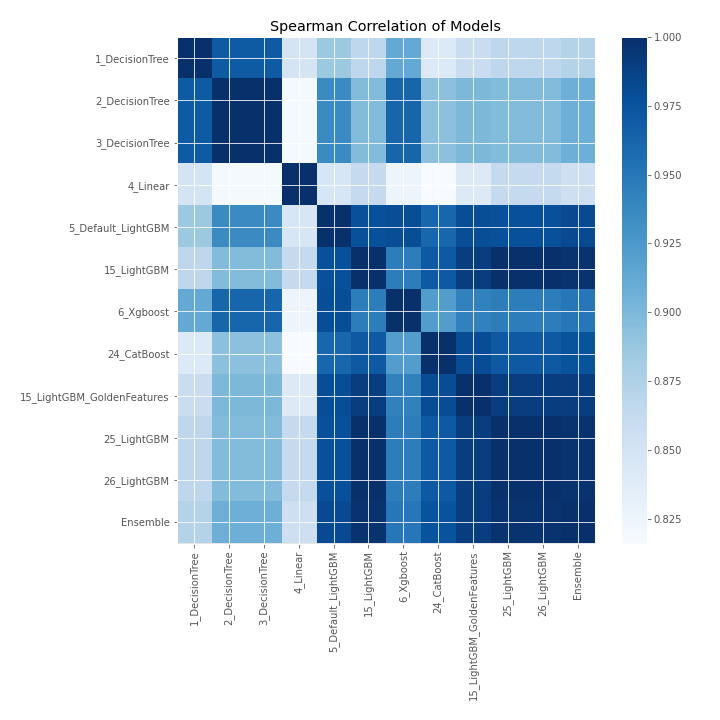 Spearman Correlation of Models
1_DecisionTree
2_DecisionTree
3_DecisionTree
4_Linear
5_Default_LightGBM
15_LightGBM
6_Xgboost
24_CatBoost
15_LightGBM_GoldenFeatures
25_LightGBM
26_LightGBM
Ensemble
1_DecisionTree
2_DecisionTree
3_DecisionTree
4_Linear
5_Default_LightGBM
15_LightGBM
6_Xgboost
24_CatBoost
15_LightGBM_GoldenFeatures
25_LightGBM
26_LightGBM
Ensemble
1.000
0.975
0.950
0.925
0.900
0.875
0.850
0.825